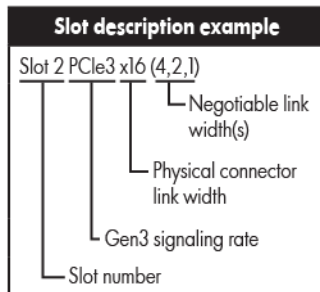 Slot description example
Slot 2 PCIe3 x16 (4,2,1)
Negotiable link
width(s)
Physical connector
link width
Gen3 signaling rate
Slot number